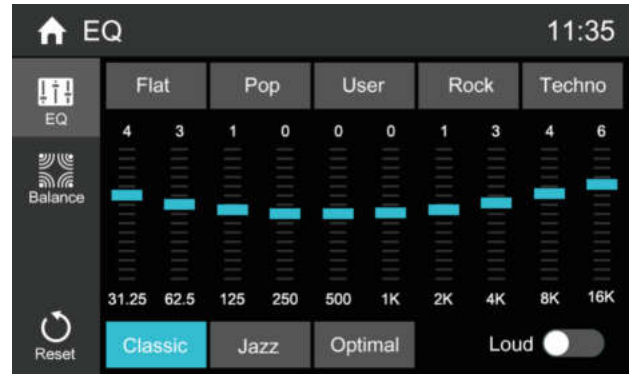 EQ 11:35
Flat Pop User Rock Techno
EQ
4 3 1 0 0 0 1 3 4 6
Balance
31.25 62.5 125 250 500 1K 2K 4K 8K 16K
Reset
Classic Jazz Optimal Loud